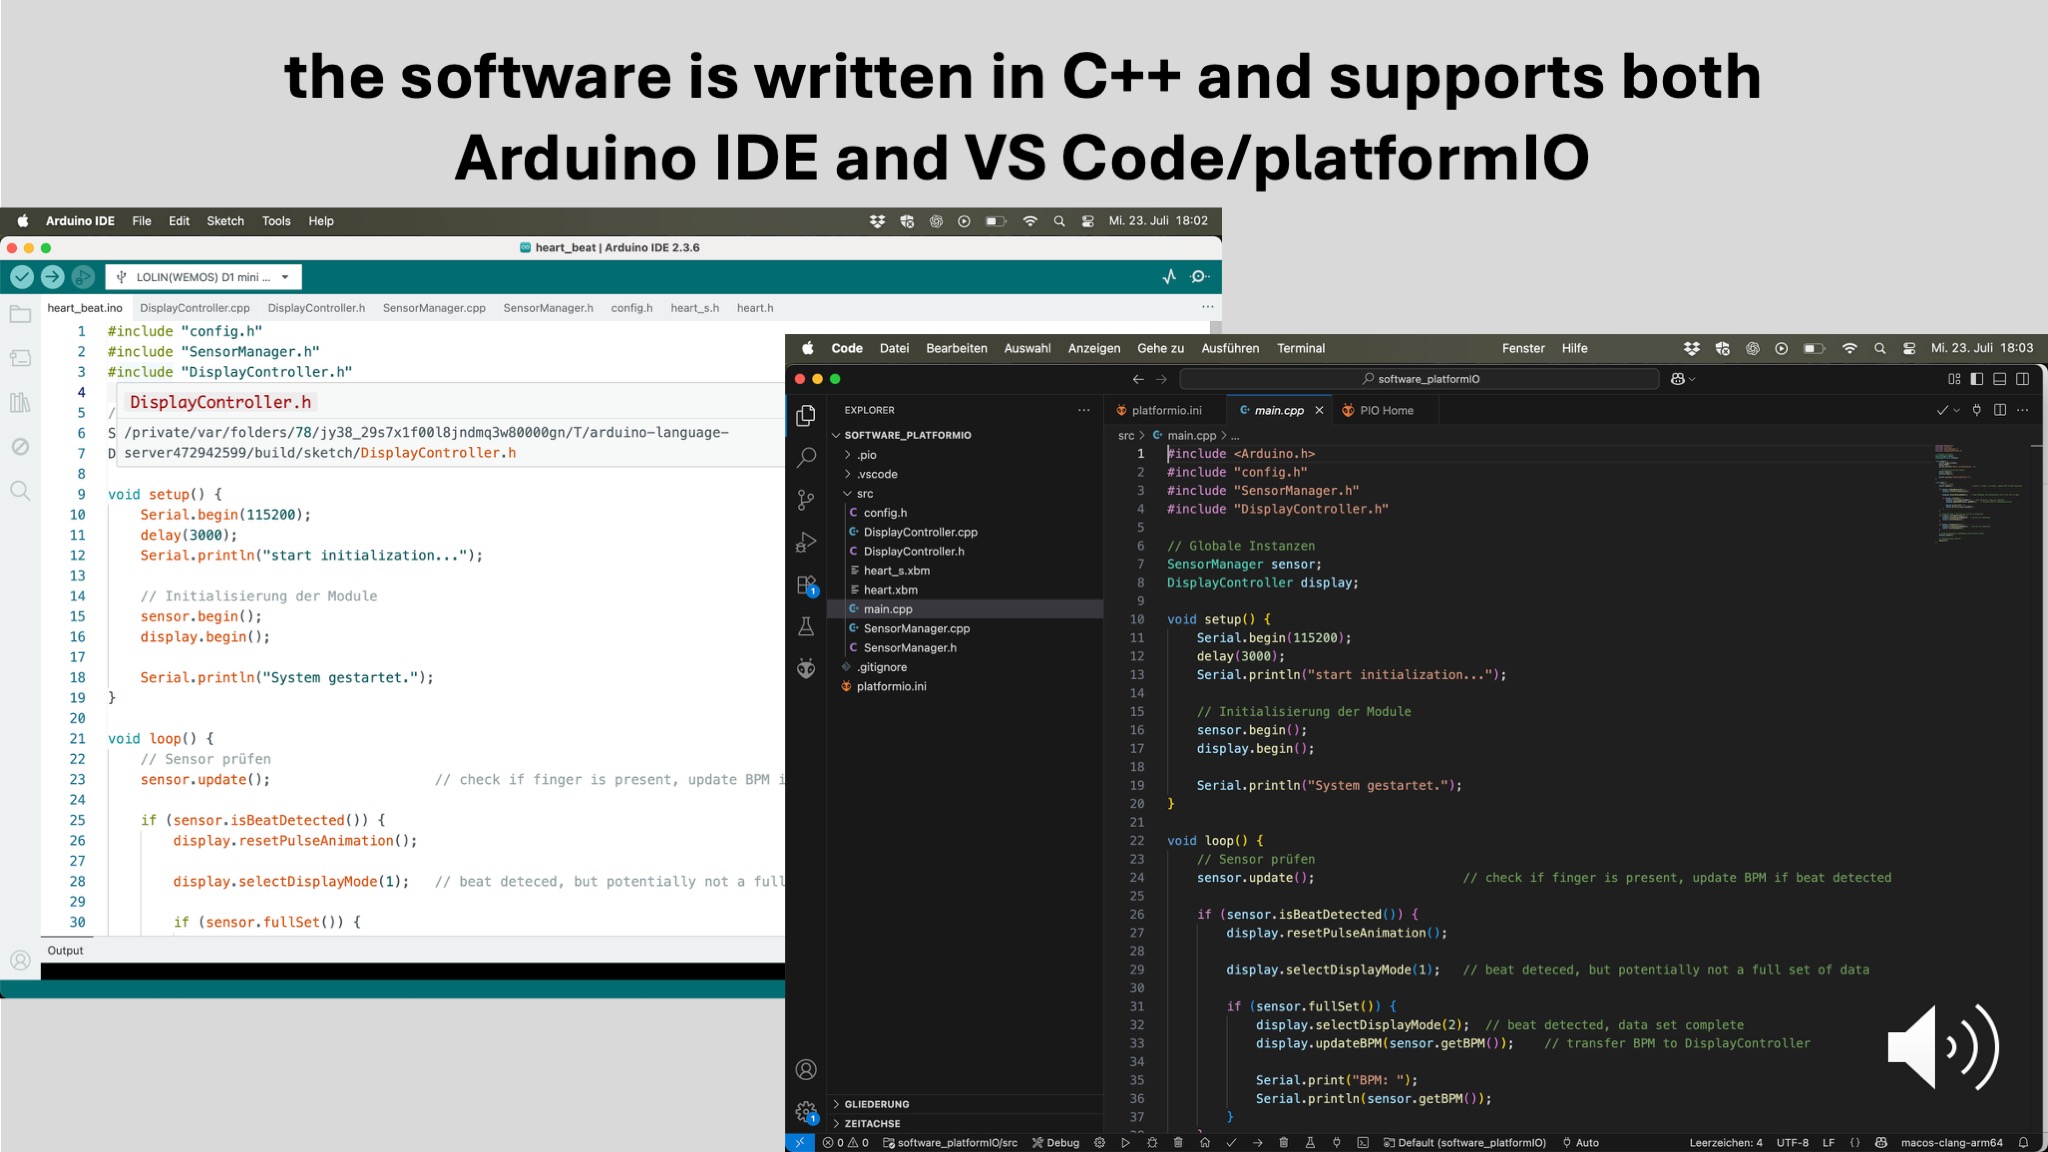 the software is written in C++ and supports both
Arduino IDE and VS Code/platformIO
Arduino IDE File Edit Sketch Tools Help Mi. 23. Juli 18:02
heart_beat | Arduino IDE 2.3.6
LOLIN(WEMOS) D1 mini ...
heart_beat.ino DisplayController.cpp DisplayController.h SensorManager.cpp SensorManager.h config.h heart_s.h heart.h ...
1 #include "config.h"
2 #include "SensorManager.h"
3 #include "DisplayController.h"
4
DisplayController.h
5 /
6 S /private/var/folders/78/jy38_29s7x1f00l8jndmq3w80000gn/T/arduino-language-
7 D server472942599/build/sketch/DisplayController.h
8
9 void setup() {
10 Serial.begin(115200);
11 delay(3000);
12 Serial.println("start initialization...");
13
14 // Initialisierung der Module
15 sensor.begin();
16 display.begin();
17
18 Serial.println("System gestartet.");
19 }
20
21 void loop() {
22 // Sensor prüfen
23 sensor.update(); // check if finger is present, update BPM i
24
25 if (sensor.isBeatDetected()) {
26 display.resetPulseAnimation();
27
28 display.selectDisplayMode(1); // beat deteced, but potentially not a full
29
30 if (sensor.fullSet()) {
Output
Code Datei Bearbeiten Auswahl Anzeigen Gehe zu Ausführen Terminal Fenster Hilfe Mi. 23. Juli 18:03
software_platformIO
EXPLORER ...
SOFTWARE_PLATFORMIO
.pio
.vscode
src
config.h
DisplayController.cpp
DisplayController.h
heart_s.xbm
heart.xbm
main.cpp
SensorManager.cpp
SensorManager.h
.gitignore
platformio.ini
GLIEDERUNG
ZEITACHSE
1
1
platformio.ini main.cpp PIO Home
src > main.cpp > ...
1 #include <Arduino.h>
2 #include "config.h"
3 #include "SensorManager.h"
4 #include "DisplayController.h"
5
6 // Globale Instanzen
7 SensorManager sensor;
8 DisplayController display;
9
10 void setup() {
11 Serial.begin(115200);
12 delay(3000);
13 Serial.println("start initialization...");
14
15 // Initialisierung der Module
16 sensor.begin();
17 display.begin();
18
19 Serial.println("System gestartet.");
20 }
21
22 void loop() {
23 // Sensor prüfen
24 sensor.update(); // check if finger is present, update BPM if beat detected
25
26 if (sensor.isBeatDetected()) {
27 display.resetPulseAnimation();
28
29 display.selectDisplayMode(1); // beat deteced, but potentially not a full set of data
30
31 if (sensor.fullSet()) {
32 display.selectDisplayMode(2); // beat detected, data set complete
33 display.updateBPM(sensor.getBPM()); // transfer BPM to DisplayController
34
35 Serial.print("BPM: ");
36 Serial.println(sensor.getBPM());
37 }
0 0 software_platformIO/src Debug Default (software_platformIO) Auto Leerzeichen: 4 UTF-8 LF {} macos-clang-arm64